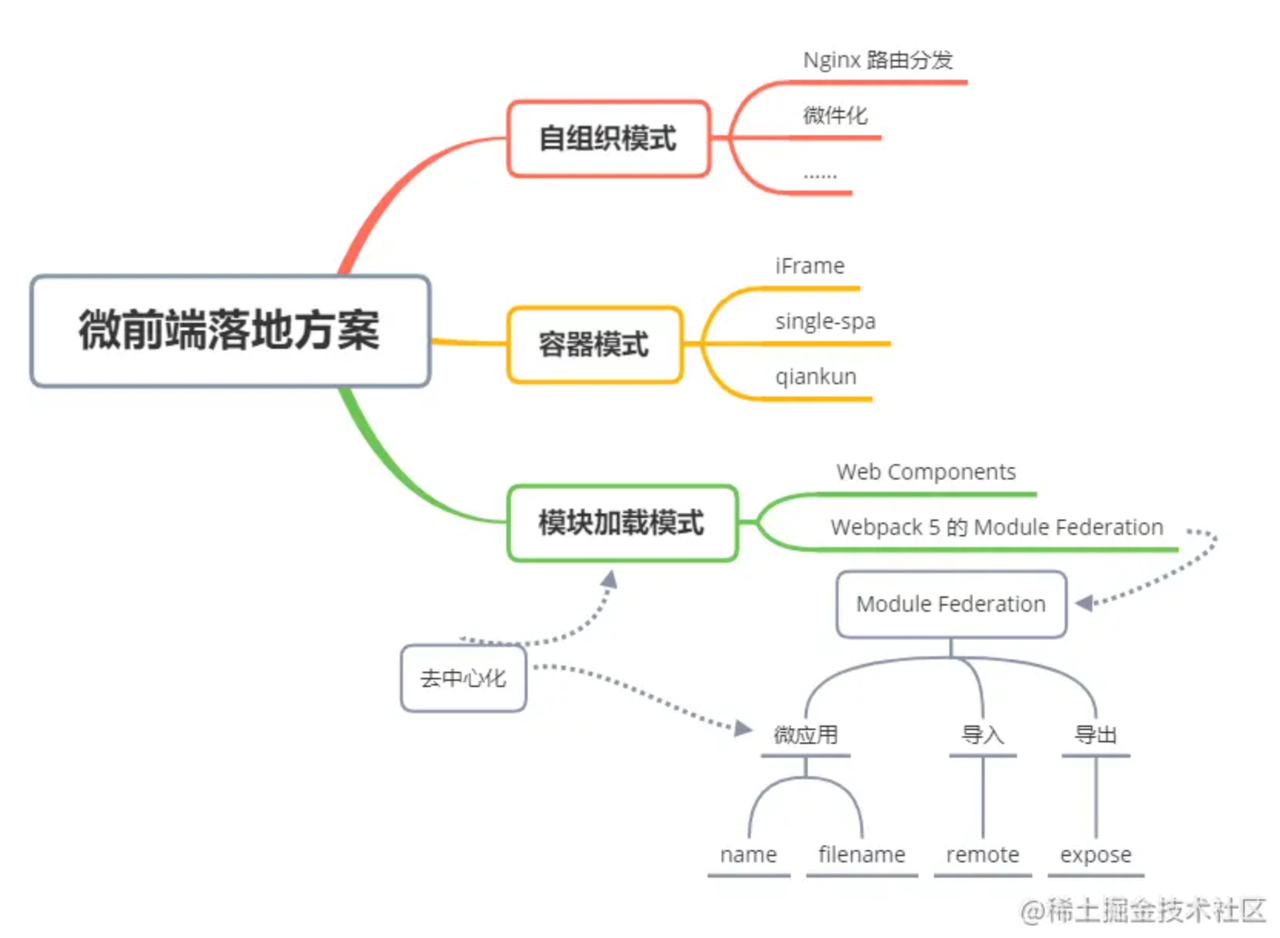 微前端落地方案
自组织模式
Nginx 路由分发
微件化
......
容器模式
iFrame
single-spa
qiankun
模块加载模式
Web Components
Webpack 5 的 Module Federation
Module Federation
去中心化
微应用
导入
导出
name
filename
remote
expose
@稀土掘金技术社区